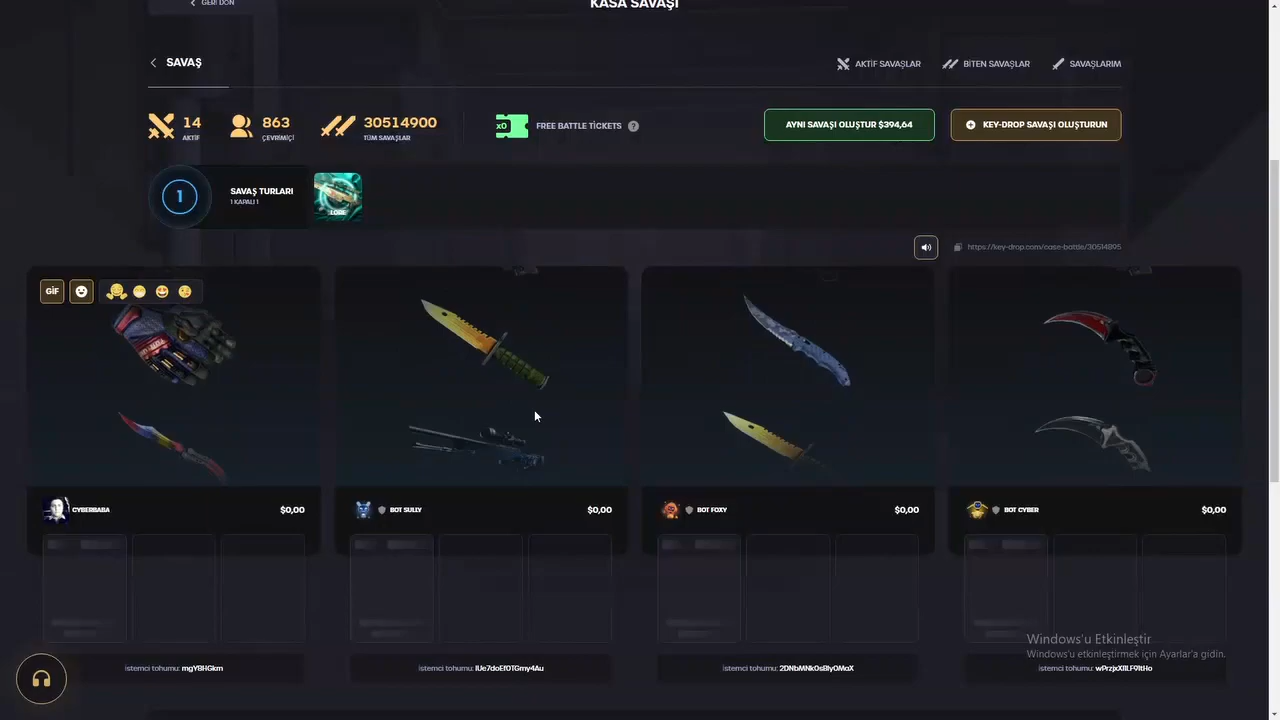 GERİ DÖN
KASA SAVAŞI
SAVAŞ
AKTİF SAVAŞLAR
BİTEN SAVAŞLAR
SAVAŞLARIM
14
AKTİF
863
ÇEVRİMİÇİ
30514900
TÜM SAVAŞLAR
x0
FREE BATTLE TICKETS ?
AYNI SAVAŞI OLUŞTUR $394,64
KEY-DROP SAVAŞI OLUŞTURUN
1
SAVAŞ TURLARI
1 KAPALI 1
LORE
https://key-drop.com/case-battle/30514895
GIF
CYBERBABA $0,00
BOT SULLY $0,00
BOT FOXY $0,00
BOT CYBER $0,00
Windows'u Etkinleştir
Windows'u etkinleştirmek için Ayarlar'a gidin.
istemci tohumu: mgYBHGkm
istemci tohumu: IUe7doEf0TGmy4Au
istemci tohumu: 2DNbMNk0sBIyOMaX
istemci tohumu: